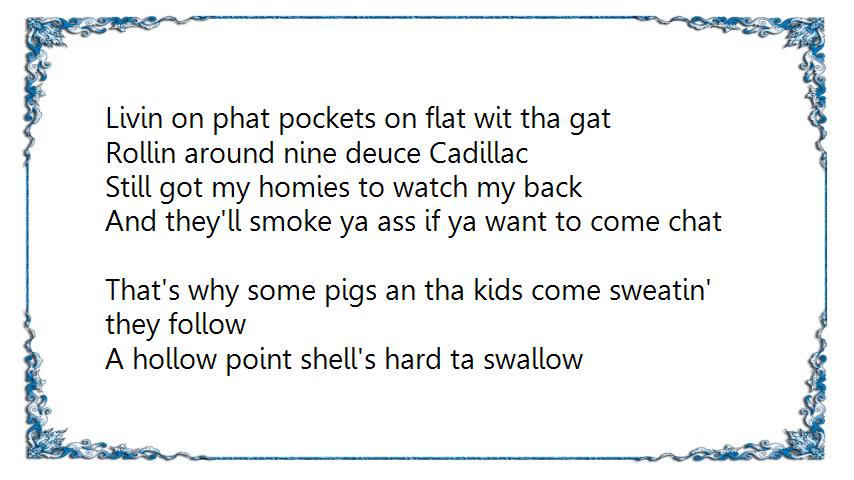 Livin on phat pockets on flat wit tha gat
Rollin around nine deuce Cadillac
Still got my homies to watch my back
And they'll smoke ya ass if ya want to come chat
That's why some pigs an tha kids come sweatin'
they follow
A hollow point shell's hard ta swallow